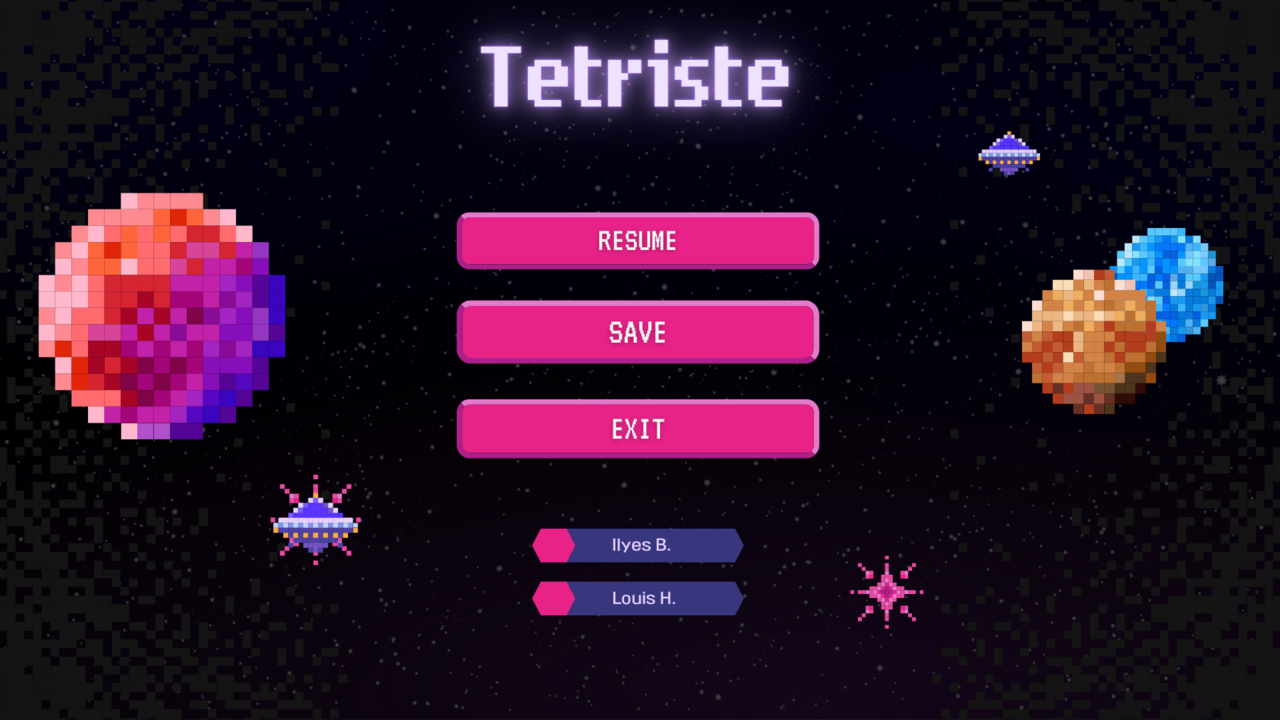 Tetriste
RESUME
SAVE
EXIT
Ilyes B.
Louis H.